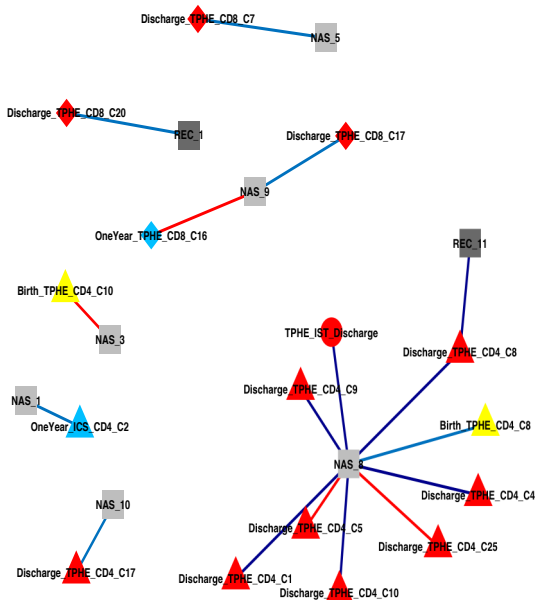 Discharge_TPHE_CD8_C7
NAS_5
Discharge_TPHE_CD8_C20
REC_1
Discharge_TPHE_CD8_C17
NAS_9
OneYear_TPHE_CD8_C16
REC_11
Birth_TPHE_CD4_C10
TPHE_IST_Discharge
NAS_3
Discharge_TPHE_CD4_C8
Discharge_TPHE_CD4_C9
NAS_1
OneYear_ICS_CD4_C2
Birth_TPHE_CD4_C8
NAS_8
Discharge_TPHE_CD4_C4
NAS_10
Discharge_TPHE_CD4_C5
Discharge_TPHE_CD4_C25
Discharge_TPHE_CD4_C17
Discharge_TPHE_CD4_C1
Discharge_TPHE_CD4_C10